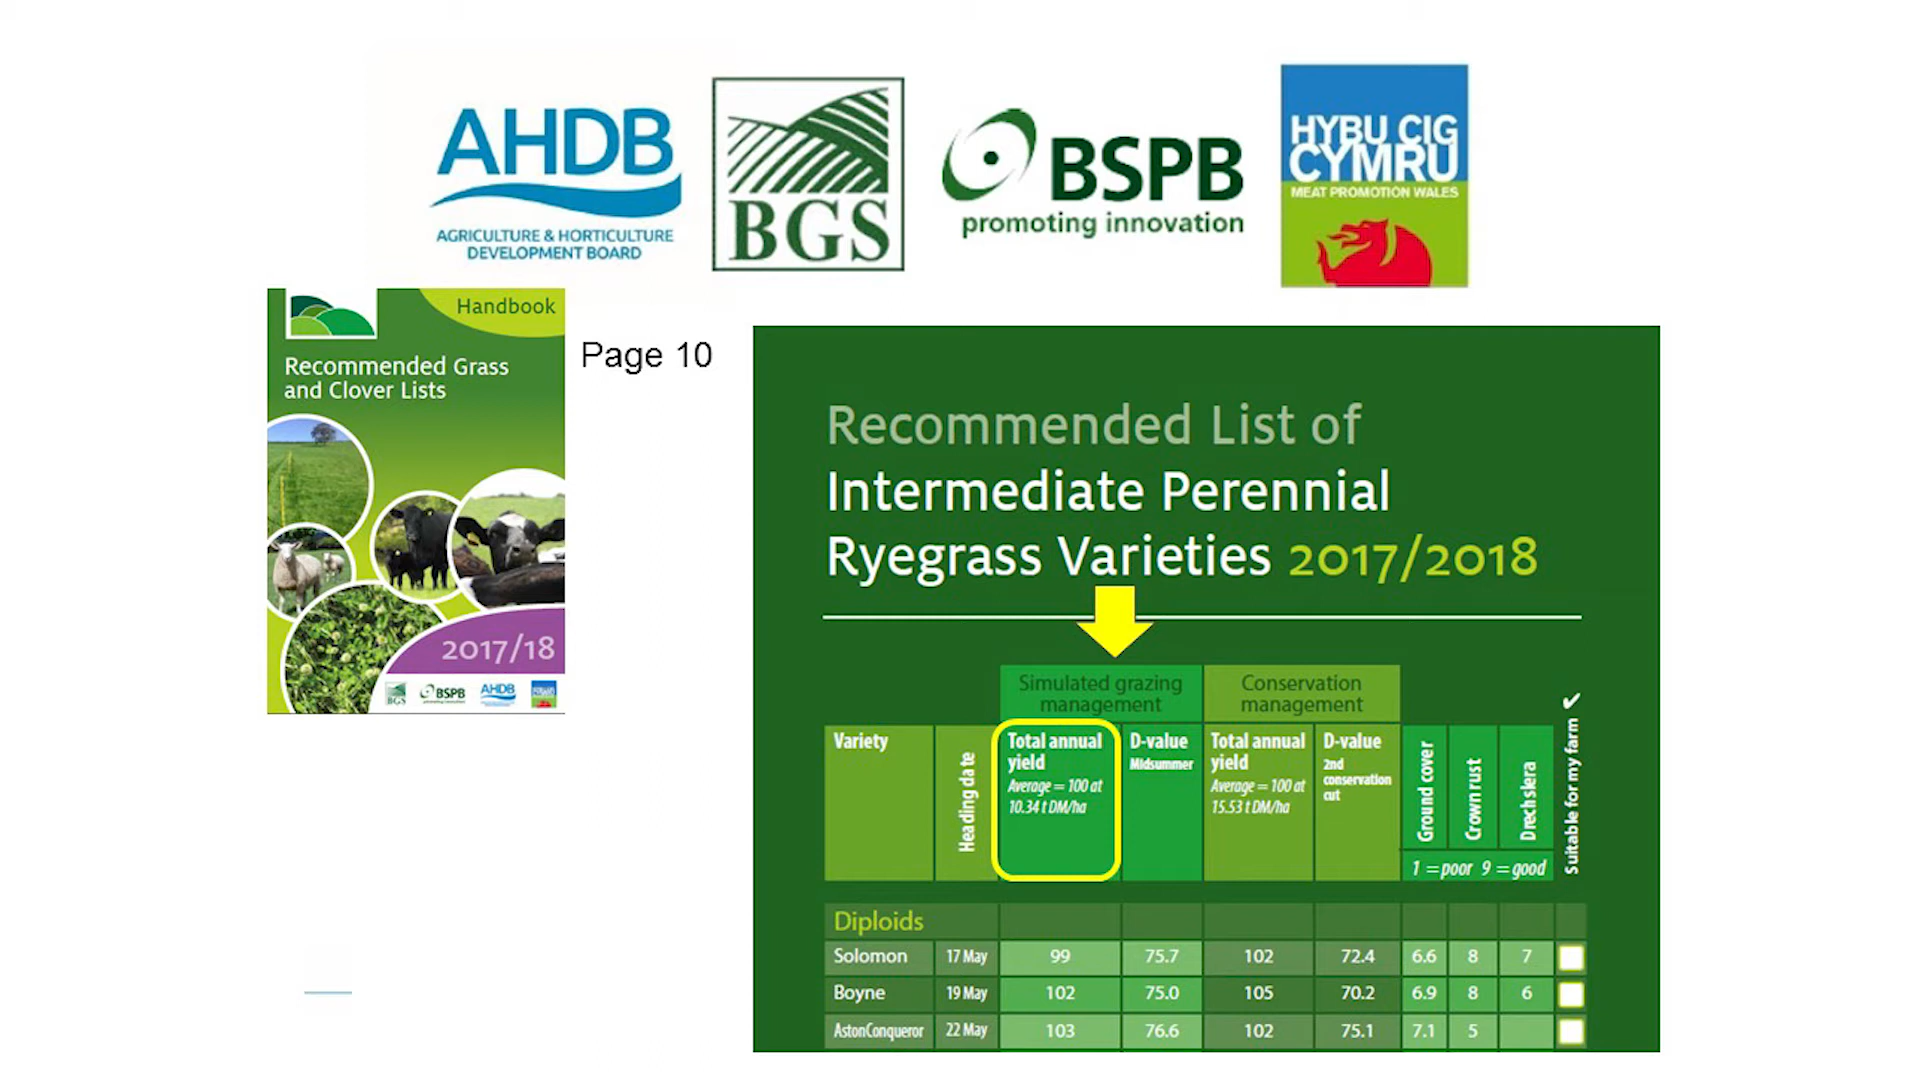 AHDB
AGRICULTURE & HORTICULTURE
DEVELOPMENT BOARD
BGS
BSPB
promoting innovation
HYBU CIG
CYMRU
MEAT PROMOTION WALES
Handbook
Recommended Grass
and Clover Lists
2017/18
BGS
BSPB
AHDB
Page 10
Recommended List of
Intermediate Perennial
Ryegrass Varieties 2017/2018
Simulated grazing
management
Conservation
management
Variety
Heading date
Total annual
yield
Average = 100 at
10.34 t DM/ha
D-value
Midsummer
Total annual
yield
Average = 100 at
15.53 t DM/ha
D-value
2nd
conservation
cut
Ground cover
Crown rust
Drechslera
Suitable for my farm ✔
1 = poor 9 = good
Diploids
Solomon 17 May 99 75.7 102 72.4 6.6 8 7
Boyne 19 May 102 75.0 105 70.2 6.9 8 6
AstonConqueror 22 May 103 76.6 102 75.1 7.1 5